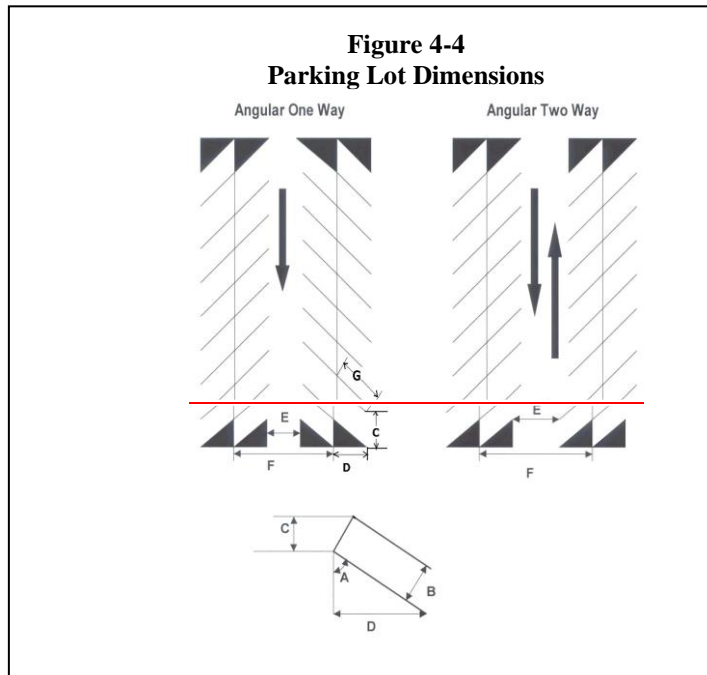 Figure 4-4
Parking Lot Dimensions
Angular One Way
Angular Two Way
G
E
C
E
F
D
F
C
A
B
D